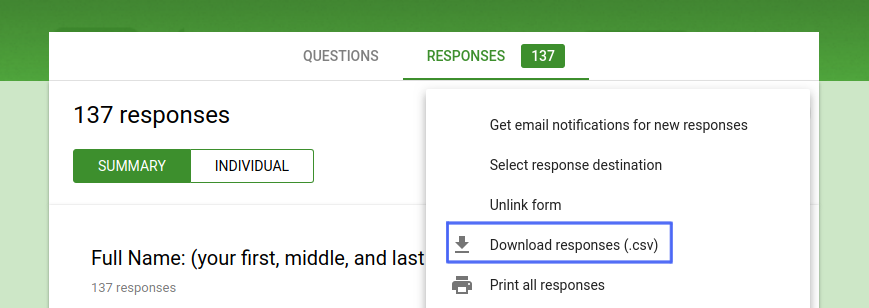 QUESTIONS RESPONSES 137
137 responses
SUMMARY INDIVIDUAL
Full Name: (your first, middle, and last
137 responses
Get email notifications for new responses
Select response destination
Unlink form
Download responses (.csv)
Print all responses